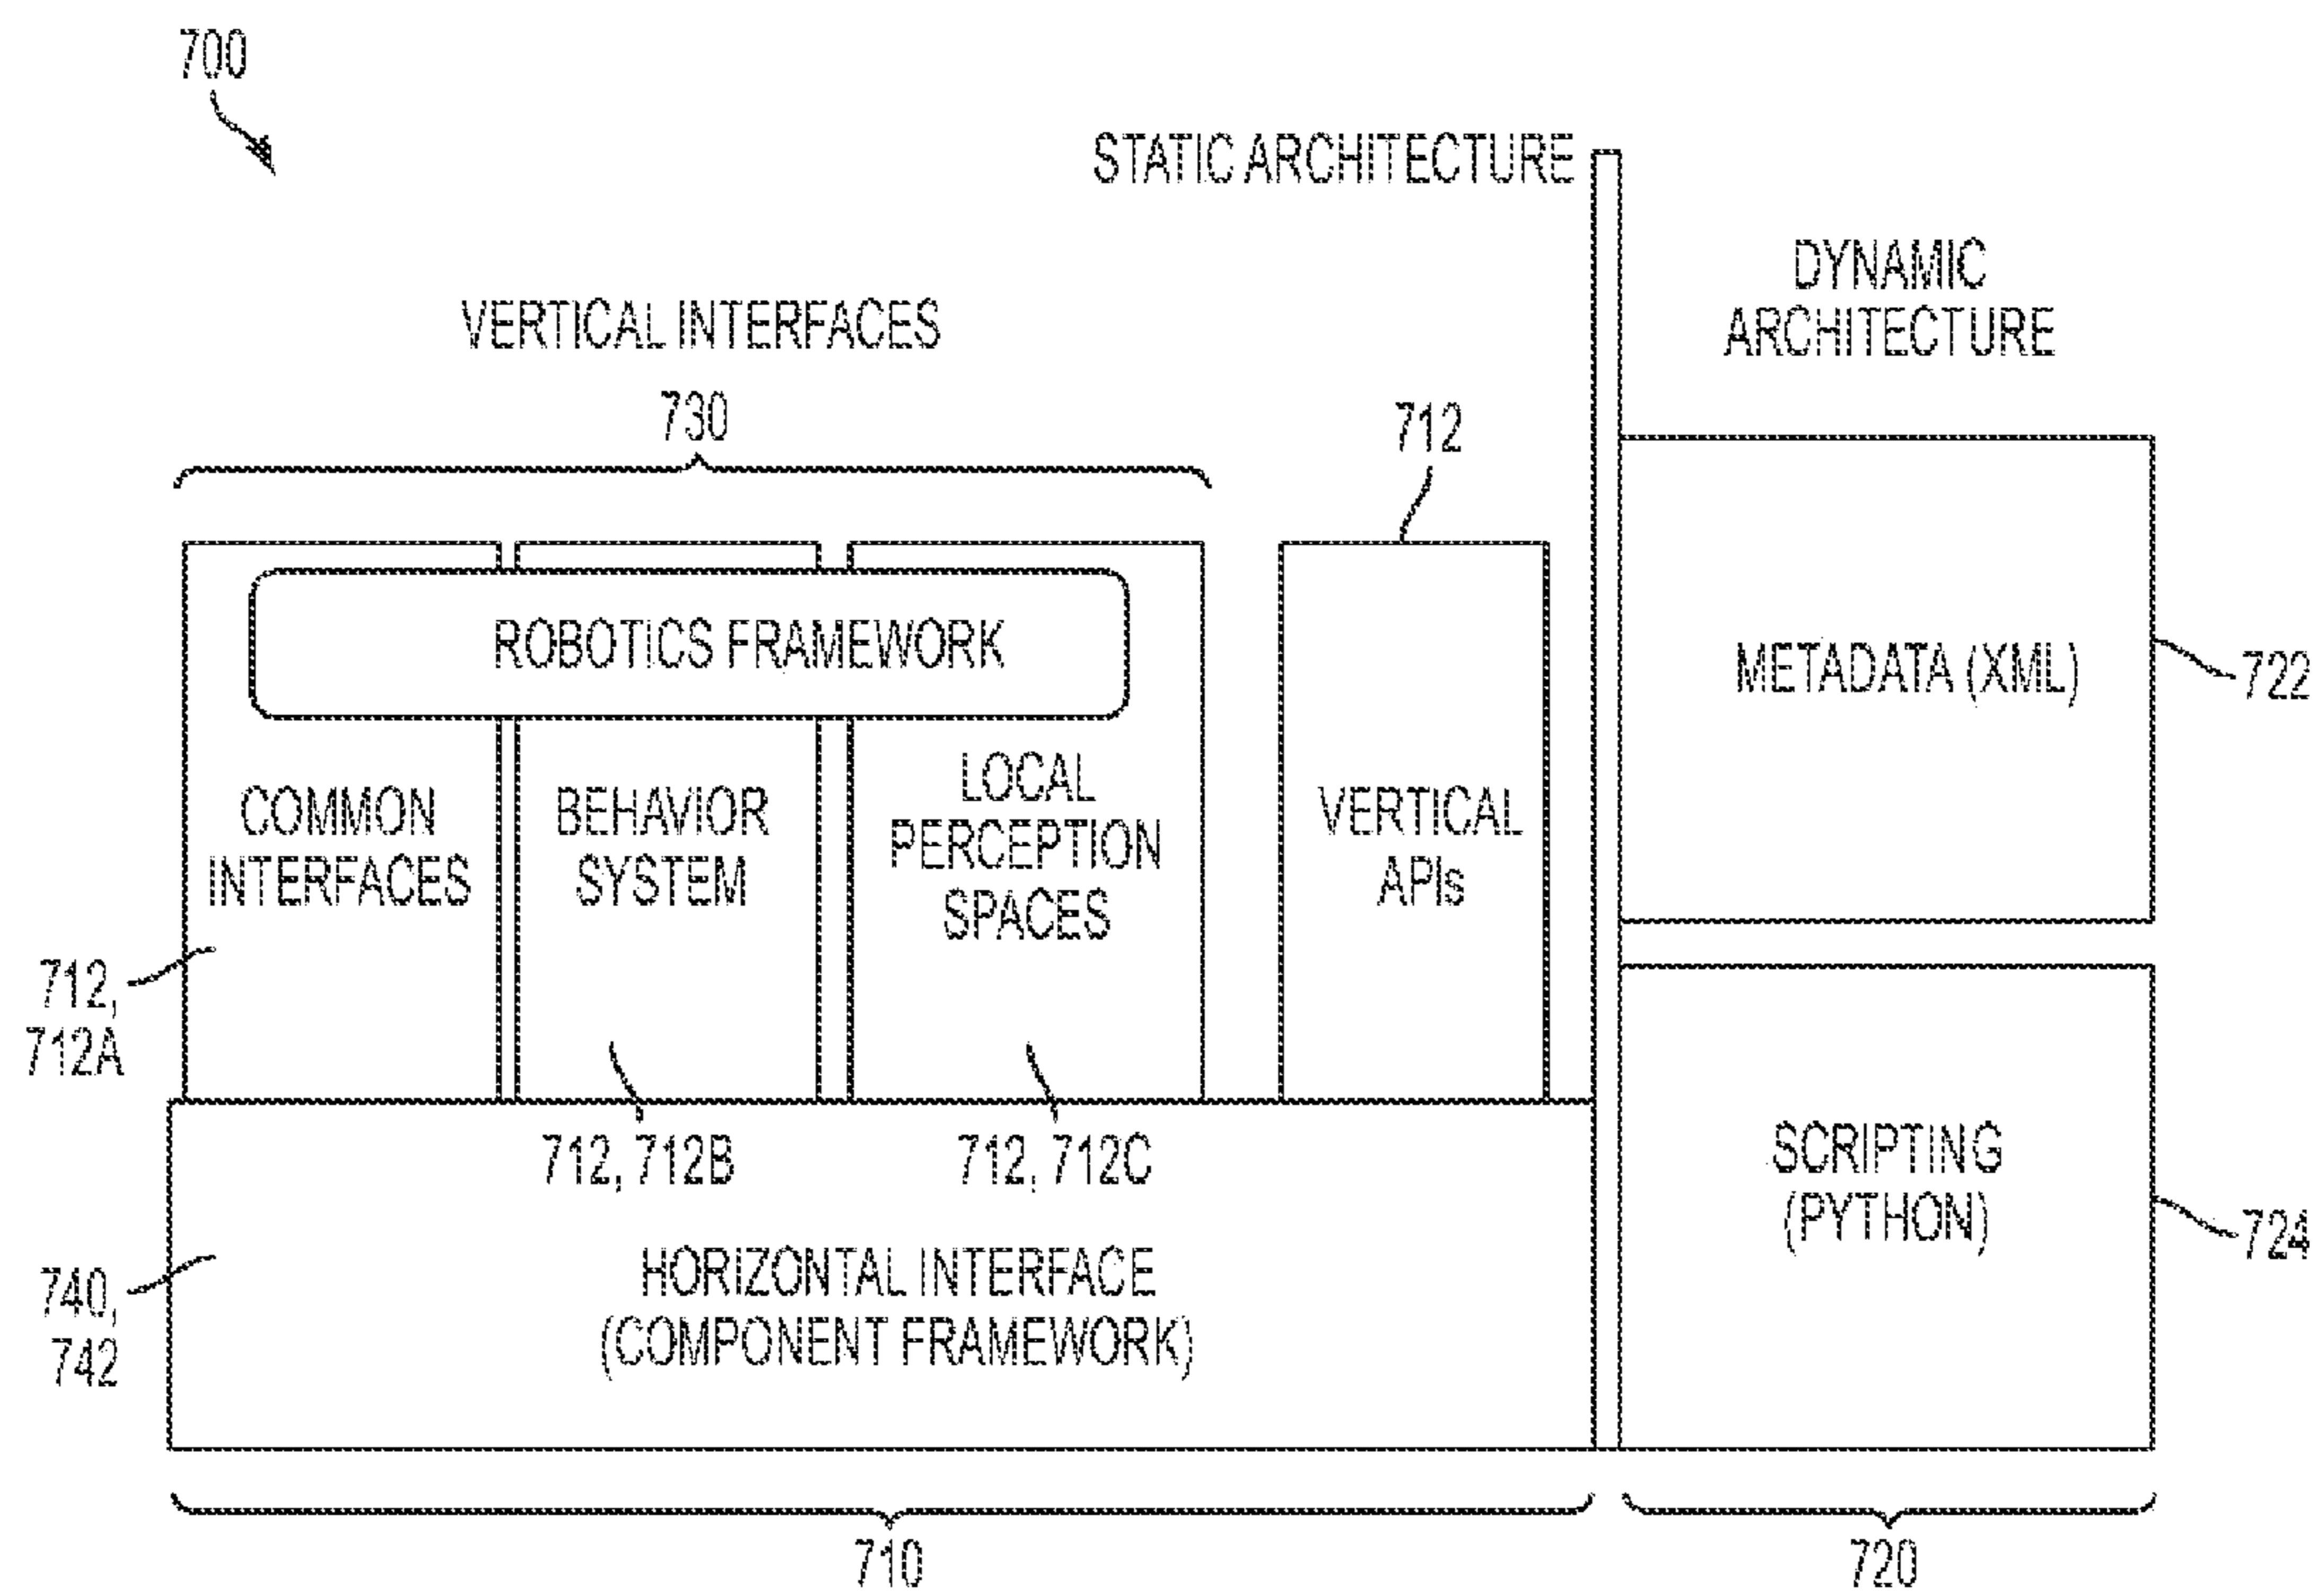 700
STATIC ARCHITECTURE
DYNAMIC
ARCHITECTURE
VERTICAL INTERFACES
730
712
ROBOTICS FRAMEWORK
METADATA (XML)
722
COMMON
INTERFACES
BEHAVIOR
SYSTEM
LOCAL
PERCEPTION
SPACES
VERTICAL
APIs
712,
712A
712, 712B
712, 712C
SCRIPTING
(PYTHON)
724
740,
742
HORIZONTAL INTERFACE
(COMPONENT FRAMEWORK)
710
720